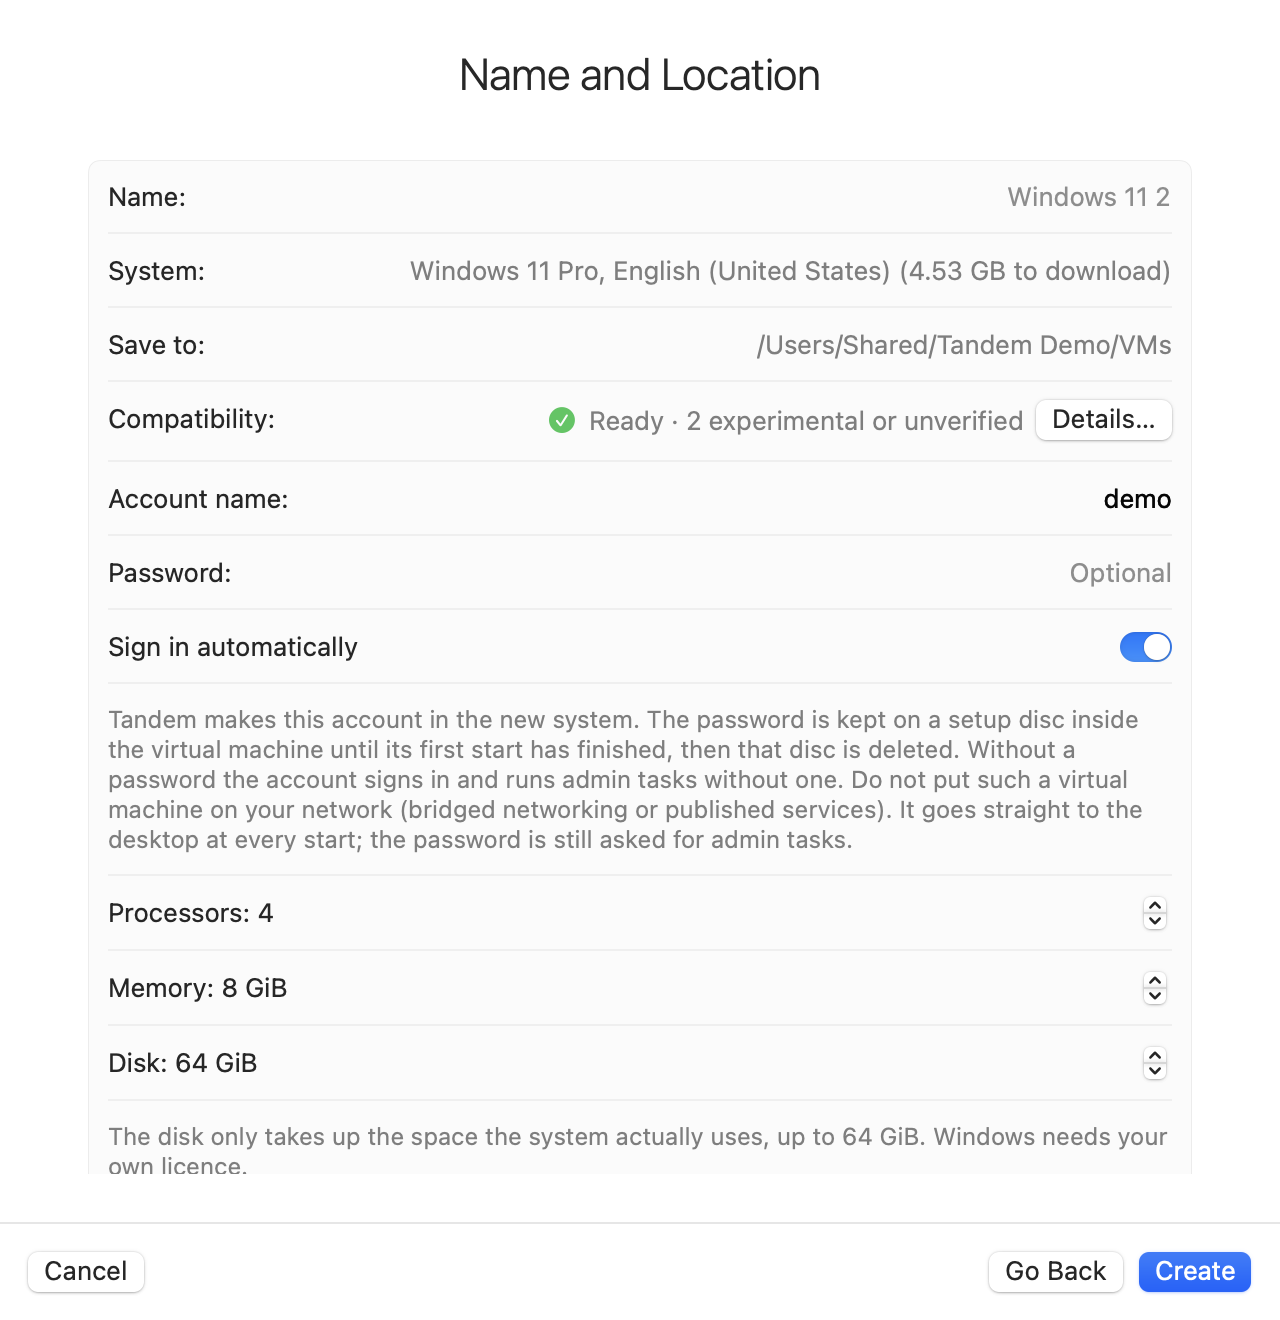 Name and Location
Name:
Windows 11 2
System:
Windows 11 Pro, English (United States) (4.53 GB to download)
Save to:
/Users/Shared/Tandem Demo/VMs
Compatibility:
Ready · 2 experimental or unverified
Details...
Account name:
demo
Password:
Optional
Sign in automatically
Tandem makes this account in the new system. The password is kept on a setup disc inside
the virtual machine until its first start has finished, then that disc is deleted. Without a
password the account signs in and runs admin tasks without one. Do not put such a virtual
machine on your network (bridged networking or published services). It goes straight to the
desktop at every start; the password is still asked for admin tasks.
Processors: 4
Memory: 8 GiB
Disk: 64 GiB
The disk only takes up the space the system actually uses, up to 64 GiB. Windows needs your
own licence.
Cancel
Go Back
Create